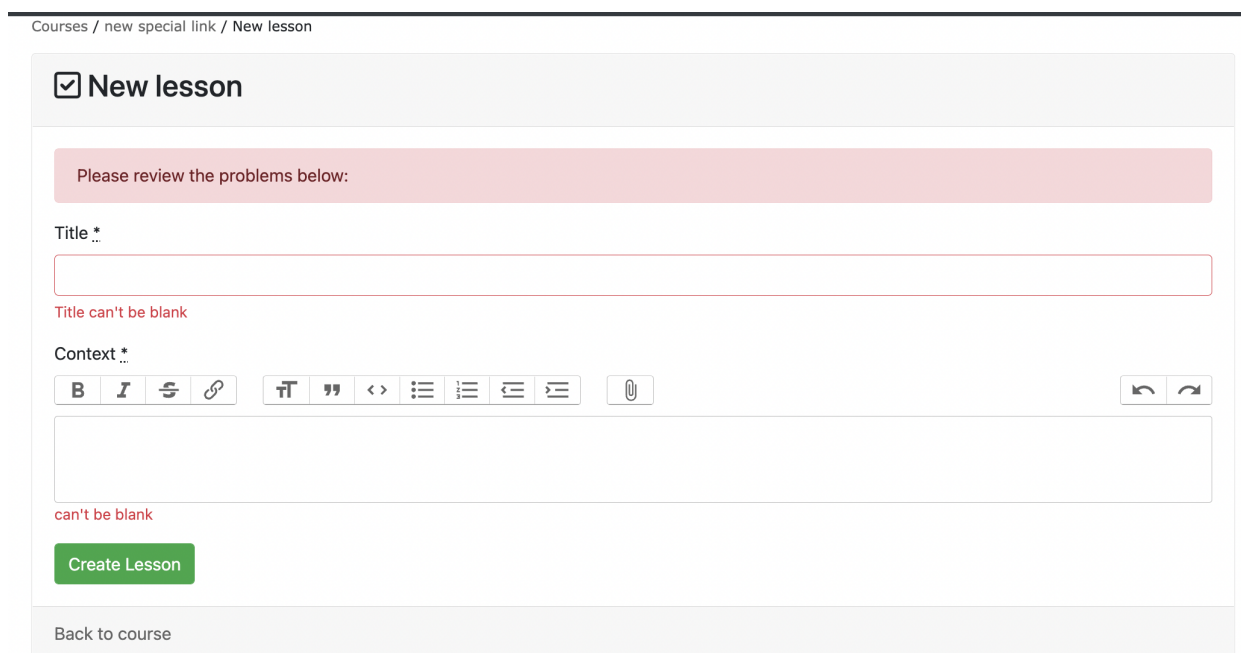 Courses / new special link / New lesson
New lesson
Please review the problems below:
Title *
Title can't be blank
Context *
can't be blank
Create Lesson
Back to course